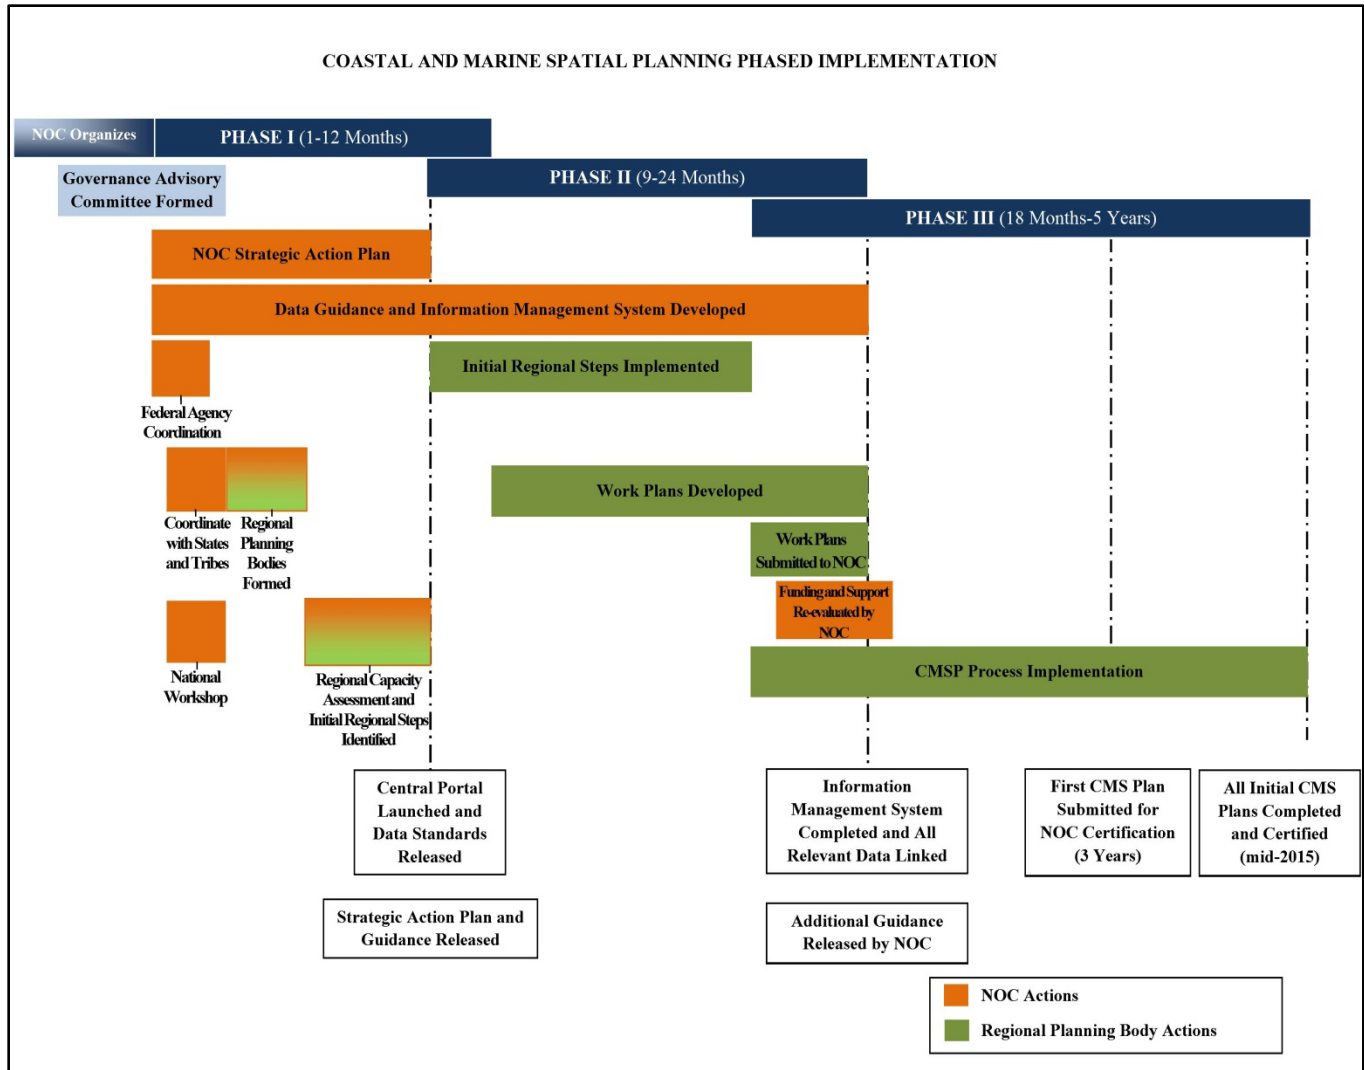 COASTAL AND MARINE SPATIAL PLANNING PHASED IMPLEMENTATION
NOC Organizes
PHASE I (1-12 Months)
Governance Advisory
Committee Formed
PHASE II (9-24 Months)
PHASE III (18 Months-5 Years)
NOC Strategic Action Plan
Data Guidance and Information Management System Developed
Initial Regional Steps Implemented
Federal Agency
Coordination
Work Plans Developed
Coordinate
with States
and Tribes
Regional
Planning
Bodies
Formed
Work Plans
Submitted to NOC
Funding and Support
Re-evaluated by
NOC
National
Workshop
Regional Capacity
Assessment and
Initial Regional Steps
Identified
CMSP Process Implementation
Central Portal
Launched and
Data Standards
Released
Information
Management System
Completed and All
Relevant Data Linked
First CMS Plan
Submitted for
NOC Certification
(3 Years)
All Initial CMS
Plans Completed
and Certified
(mid-2015)
Strategic Action Plan and
Guidance Released
Additional Guidance
Released by NOC
NOC Actions
Regional Planning Body Actions